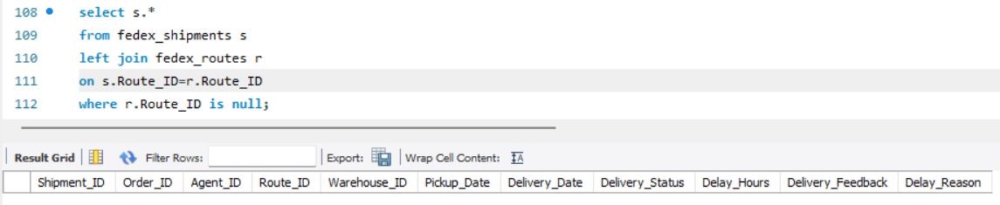 108 select s.*
109 from fedex_shipments s
110 left join fedex_routes r
111 on s.Route_ID=r.Route_ID
112 where r.Route_ID is null;
Result Grid Filter Rows: Export: Wrap Cell Content: IA
Shipment_ID Order_ID Agent_ID Route_ID Warehouse_ID Pickup_Date Delivery_Date Delivery_Status Delay_Hours Delivery_Feedback Delay_Reason